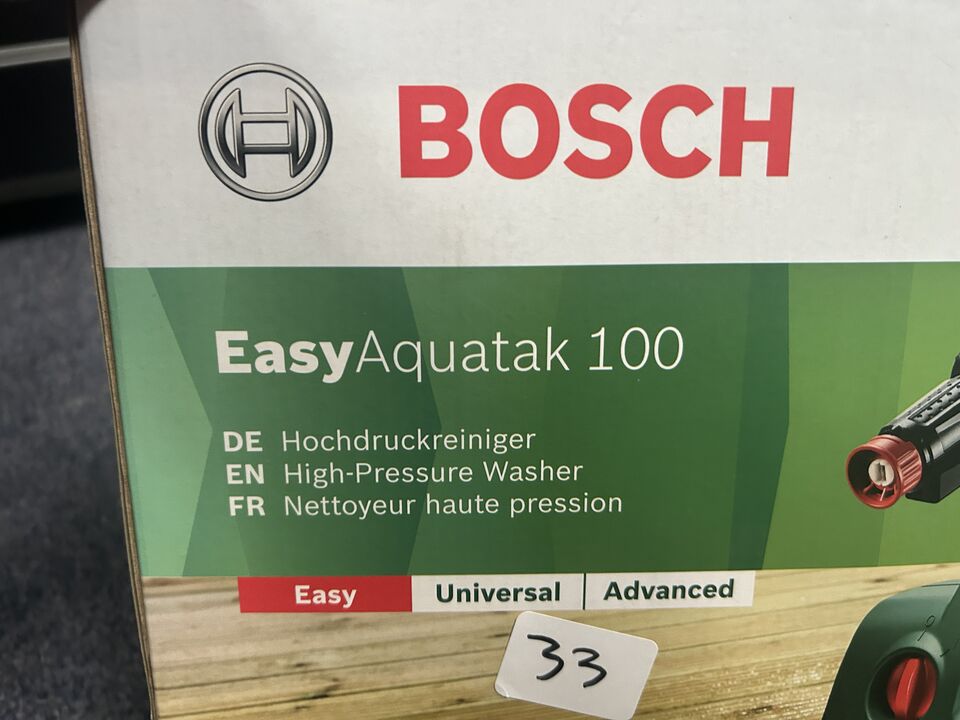 BOSCH
EasyAquatak 100
DE Hochdruckreiniger
EN High-Pressure Washer
FR Nettoyeur haute pression
Easy Universal Advanced
33